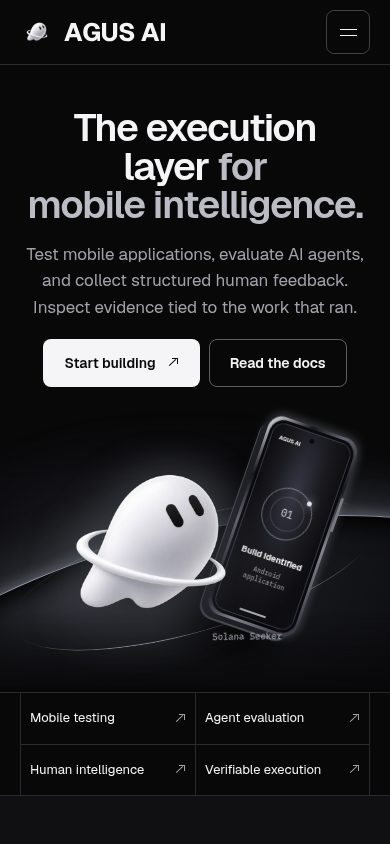 AGUS AI
The execution
layer for
mobile intelligence.
Test mobile applications, evaluate AI agents,
and collect structured human feedback.
Inspect evidence tied to the work that ran.
Start building
Read the docs
AGUS AI
01
Build identified
Android
application
Solana Seeker
Mobile testing
Agent evaluation
Human intelligence
Verifiable execution